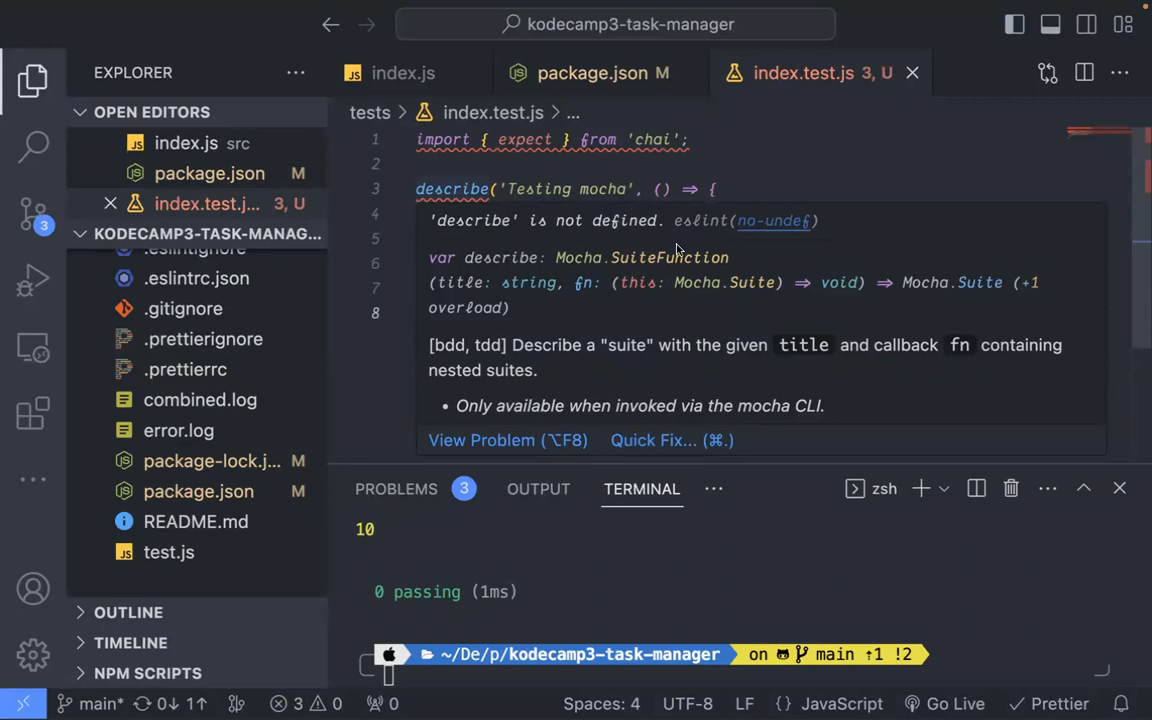 kodecamp3-task-manager
EXPLORER
index.js
package.json M
index.test.js 3, U
OPEN EDITORS
tests > index.test.js > ...
index.js src
package.json M
index.test.j... 3, U
KODECAMP3-TASK-MANAG...
.eslintignore
.eslintrc.json
.gitignore
.prettierignore
.prettierrc
combined.log
error.log
package-lock.j... M
package.json M
README.md
test.js
OUTLINE
TIMELINE
NPM SCRIPTS
3
1 import { expect } from 'chai';
2
3 describe('Testing mocha', () => {
4
5
6
7
8
'describe' is not defined. eslint(no-undef)
var describe: Mocha.SuiteFunction
(title: string, fn: (this: Mocha.Suite) => void) => Mocha.Suite (+1
overload)
[bdd, tdd] Describe a "suite" with the given title and callback fn containing
nested suites.
• Only available when invoked via the mocha CLI.
View Problem (⌥F8) Quick Fix... (⌘.)
PROBLEMS 3 OUTPUT TERMINAL ... zsh
10
0 passing (1ms)
~/De/p/kodecamp3-task-manager on main ↑1 !2
main* 0↓ 1↑ 3 0 0 Spaces: 4 UTF-8 LF {} JavaScript Go Live ✓ Prettier